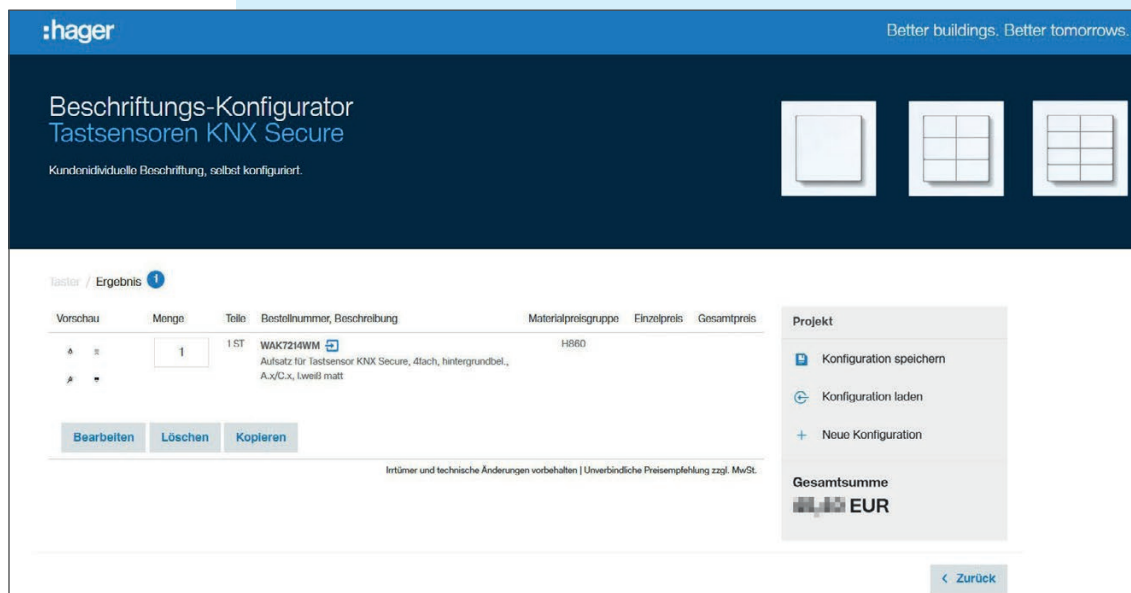 :hager
Better buildings. Better tomorrows.
Beschriftungs-Konfigurator
Tastsensoren KNX Secure
Kundenidividuelle Beschriftung, selbst konfiguriert.
Taster / Ergebnis 1
Vorschau Menge Teile Bestellnummer, Beschreibung Materialpreisgruppe Einzelpreis Gesamtpreis
1 1 ST WAK7214WM H860
Aufsatz für Tastsensor KNX Secure, 4fach, hintergrundbel.,
A.x/C.x, l.weiß matt
Bearbeiten Löschen Kopieren
Irrtümer und technische Änderungen vorbehalten | Unverbindliche Preisempfehlung zzgl. MwSt.
Projekt
Konfiguration speichern
Konfiguration laden
+ Neue Konfiguration
Gesamtsumme
EUR
< Zurück